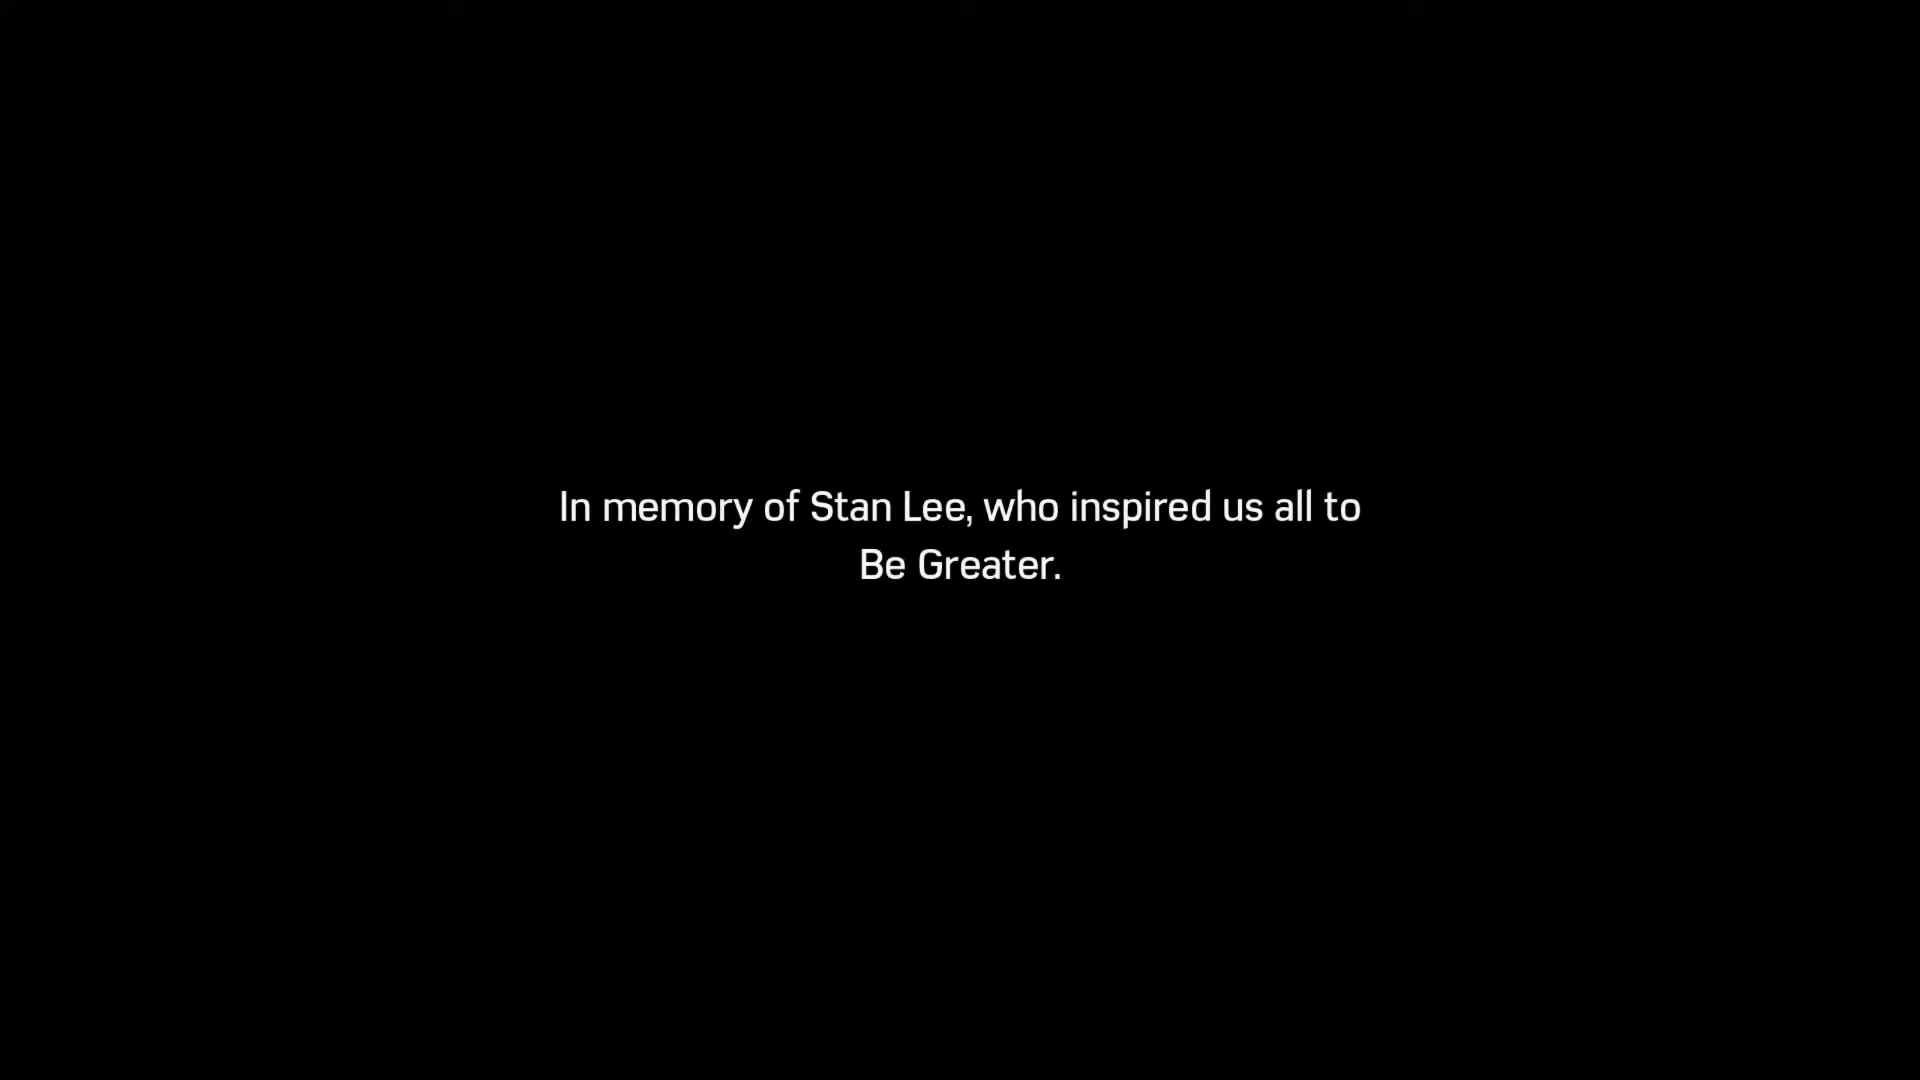 In memory of Stan Lee, who inspired us all to
Be Greater.